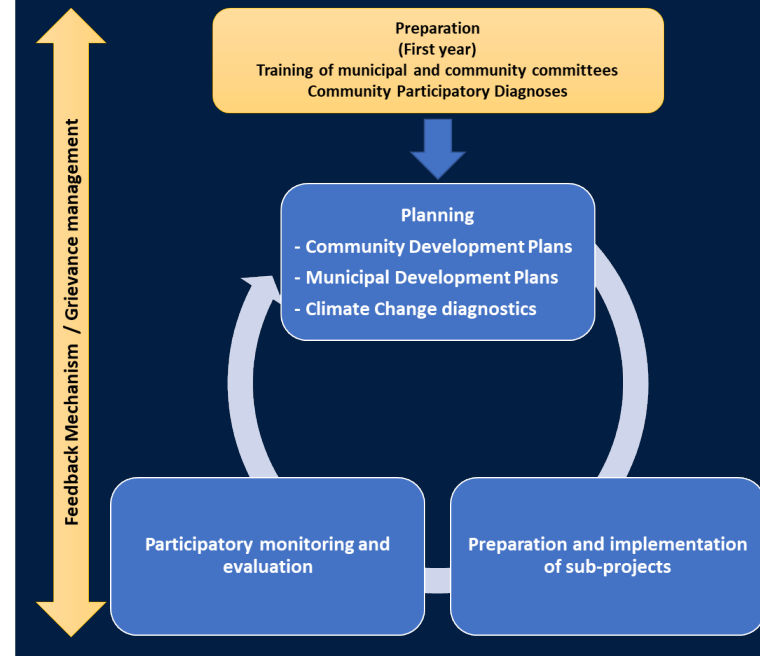 Preparation
(First year)
Training of municipal and community committees
Community Participatory Diagnoses
Feedback Mechanism / Grievance management
Planning
- Community Development Plans
- Municipal Development Plans
- Climate Change diagnostics
Participatory monitoring and
evaluation
Preparation and implementation
of sub-projects